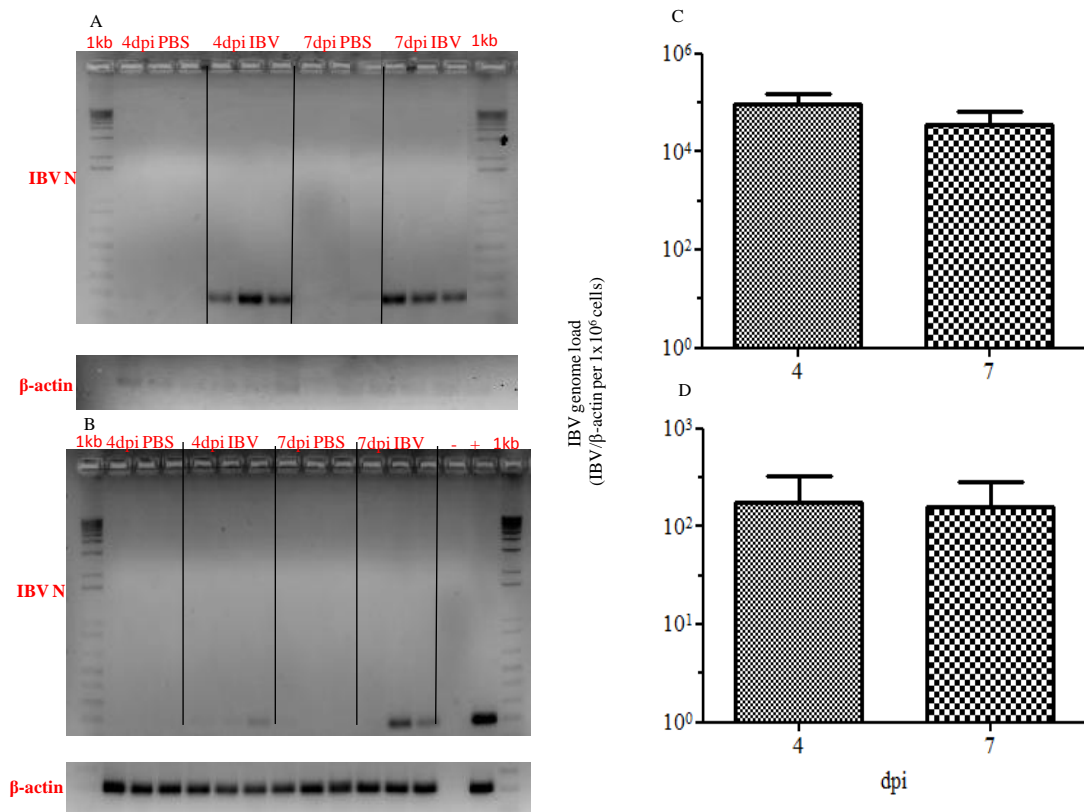 A
1kb 4dpi PBS 4dpi IBV 7dpi PBS 7dpi IBV 1kb
IBV N
β-actin
B
1kb 4dpi PBS 4dpi IBV 7dpi PBS 7dpi IBV - + 1kb
IBV N
β-actin
IBV genome load
(IBV/β-actin per 1x10⁶ cells)
C
10⁶
10⁴
10²
10⁰
4 7
D
10³
10²
10¹
10⁰
4 7
dpi